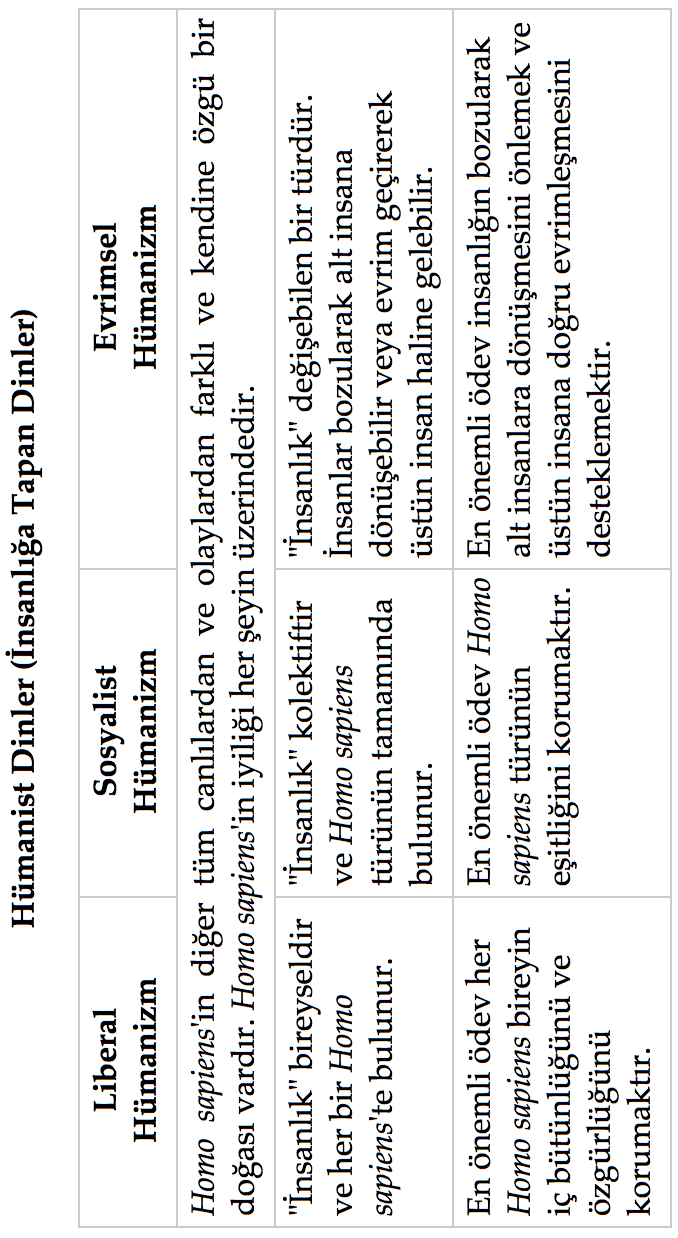 Hümanist Dinler (İnsanlığa Tapan Dinler)
Liberal
Hümanizm
Sosyalist
Hümanizm
Evrimsel
Hümanizm
Homo sapiens'in diğer tüm canlılardan ve olaylardan farklı ve kendine özgü bir
doğası vardır. Homo sapiens'in iyiliği her şeyin üzerindedir.
"İnsanlık" bireyseldir
ve her bir Homo
sapiens'te bulunur.
"İnsanlık" kolektiftir
ve Homo sapiens
türünün tamamında
bulunur.
"İnsanlık" değişebilen bir türdür.
İnsanlar bozularak alt insana
dönüşebilir veya evrim geçirerek
üstün insan haline gelebilir.
En önemli ödev her
Homo sapiens bireyin
iç bütünlüğünü ve
özgürlüğünü
korumaktır.
En önemli ödev Homo
sapiens türünün
eşitliğini korumaktır.
En önemli ödev insanlığın bozularak
alt insanlara dönüşmesini önlemek ve
üstün insana doğru evrimleşmesini
desteklemektir.